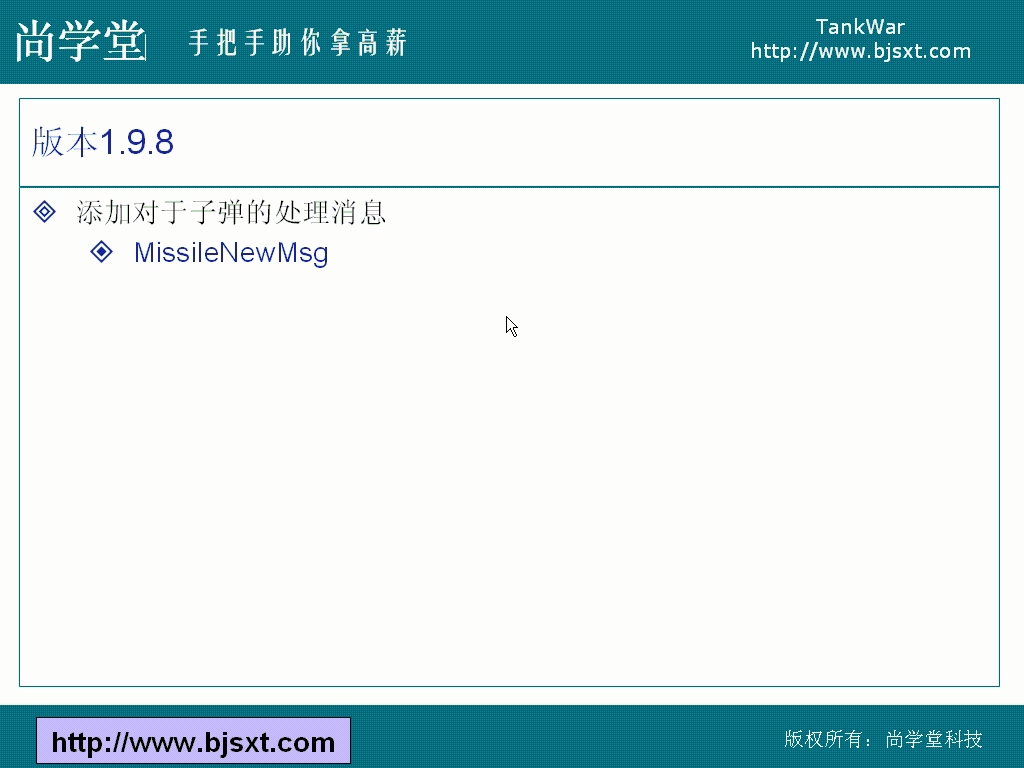 尚学堂 手把手助你拿高薪
TankWar
http://www.bjsxt.com
版本1.9.8
添加对于子弹的处理消息
MissileNewMsg
http://www.bjsxt.com
版权所有：尚学堂科技